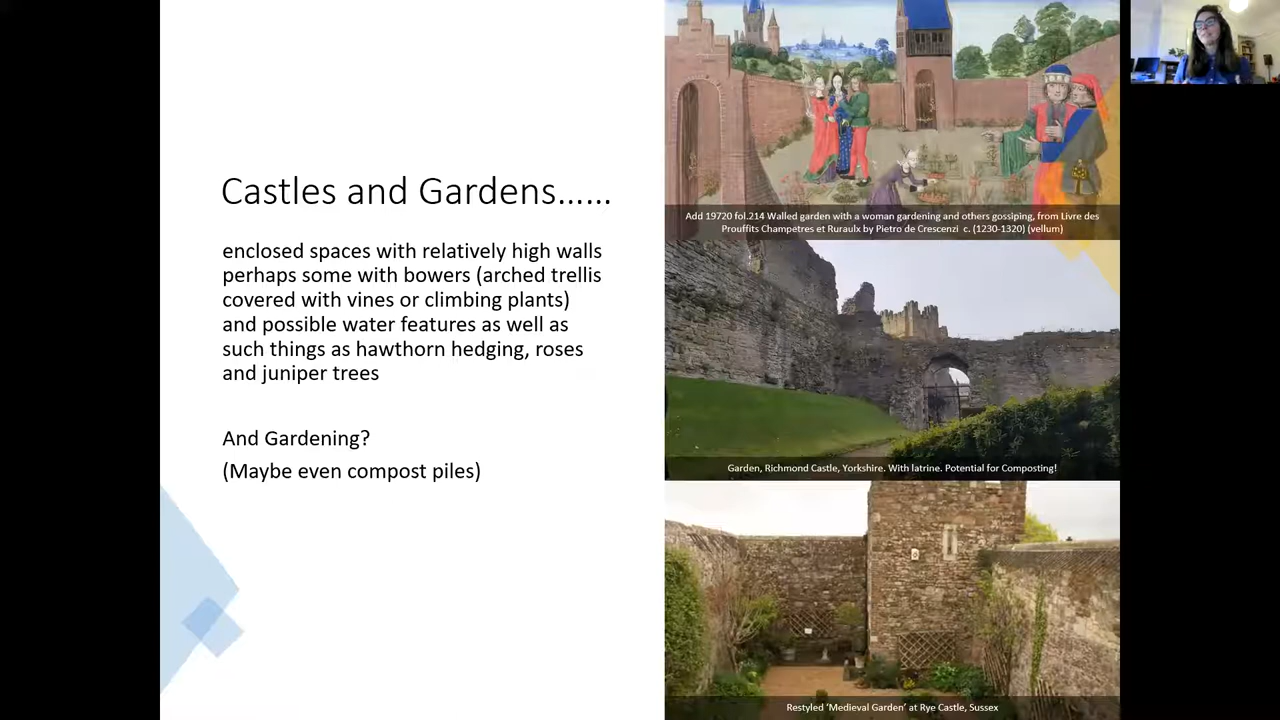 Castles and Gardens......
enclosed spaces with relatively high walls
perhaps some with bowers (arched trellis
covered with vines or climbing plants)
and possible water features as well as
such things as hawthorn hedging, roses
and juniper trees
And Gardening?
(Maybe even compost piles)
Add 19720 fol.214 Walled garden with a woman gardening and others gossiping, from Livre des
Prouffits Champetres et Ruraulx by Pietro de Crescenzi c. (1230-1320) (vellum)
Garden, Richmond Castle, Yorkshire. With latrine. Potential for Composting!
Restyled ‘Medieval Garden’ at Rye Castle, Sussex